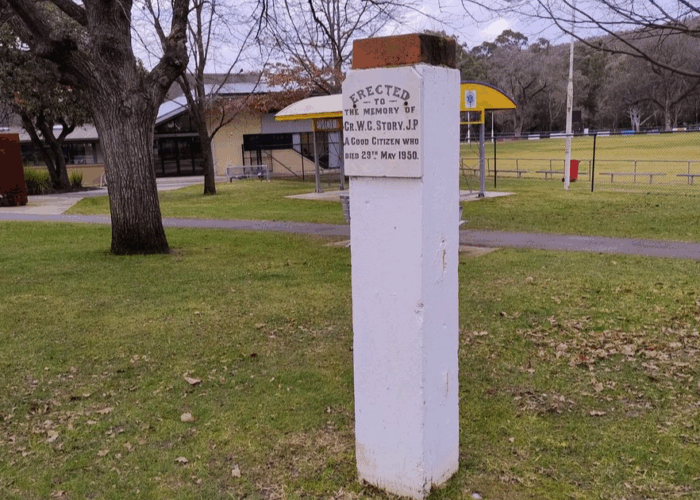 ERECTED
TO
THE MEMORY OF
CR. W. C. STORY. J.P
A GOOD CITIZEN WHO
DIED 29TH MAY 1950.